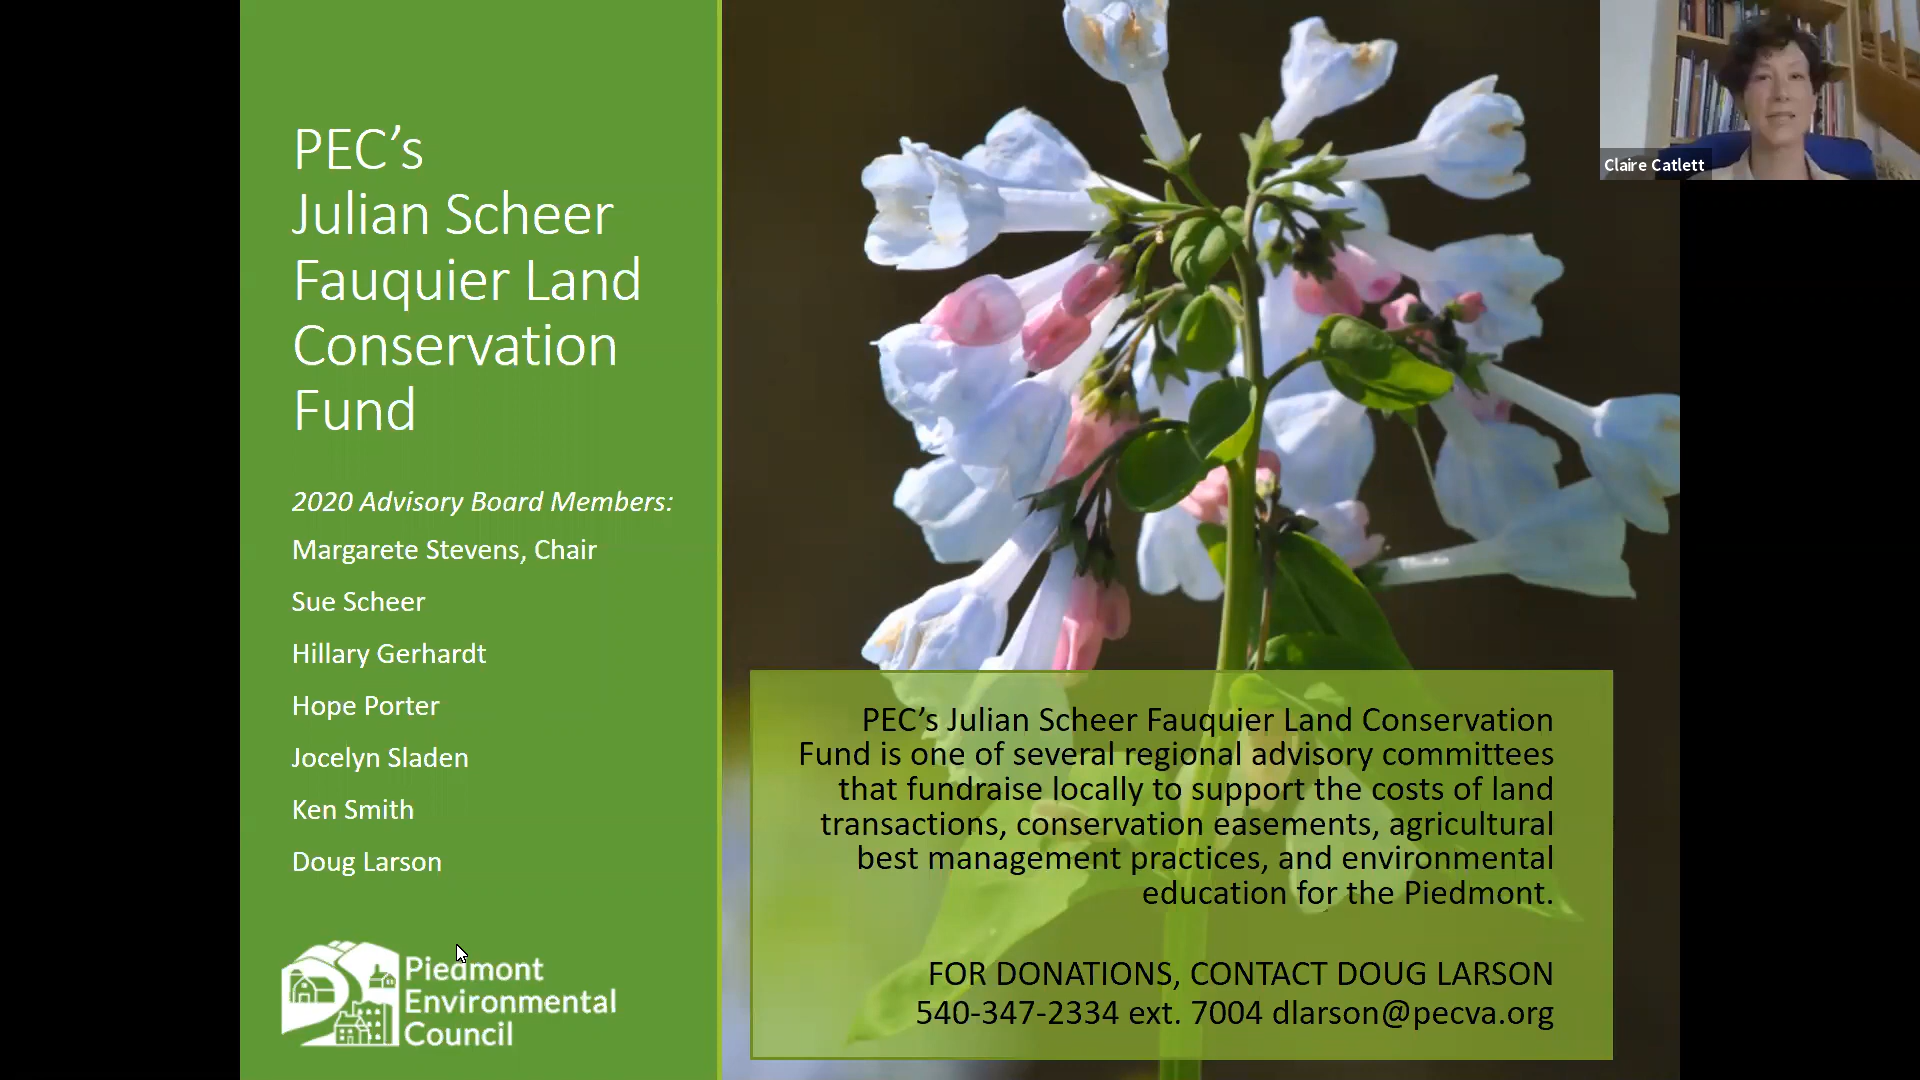 PEC’s
Julian Scheer
Fauquier Land
Conservation
Fund
2020 Advisory Board Members:
Margarete Stevens, Chair
Sue Scheer
Hillary Gerhardt
Hope Porter
Jocelyn Sladen
Ken Smith
Doug Larson
Piedmont
Environmental
Council
PEC’s Julian Scheer Fauquier Land Conservation
Fund is one of several regional advisory committees
that fundraise locally to support the costs of land
transactions, conservation easements, agricultural
best management practices, and environmental
education for the Piedmont.
FOR DONATIONS, CONTACT DOUG LARSON
540-347-2334 ext. 7004 dlarson@pecva.org
Claire Catlett